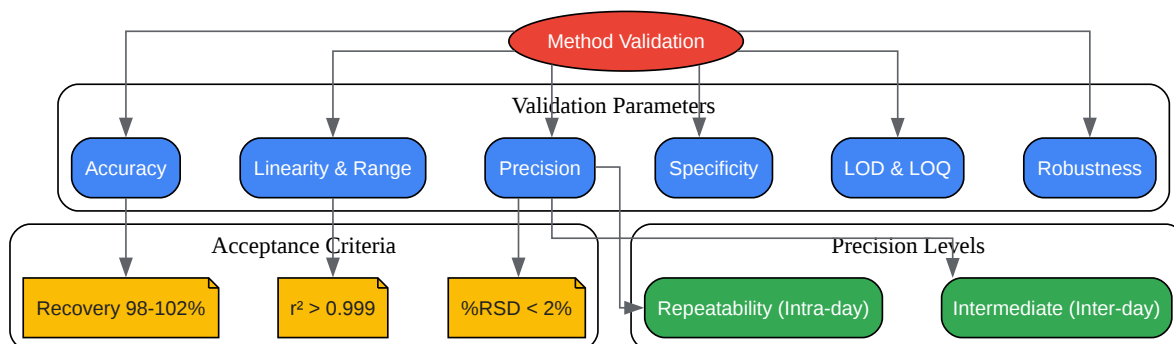 Method Validation
Validation Parameters
Accuracy
Linearity & Range
Precision
Specificity
LOD & LOQ
Robustness
Acceptance Criteria
Precision Levels
Recovery 98-102%
r² > 0.999
%RSD < 2%
Repeatability (Intra-day)
Intermediate (Inter-day)